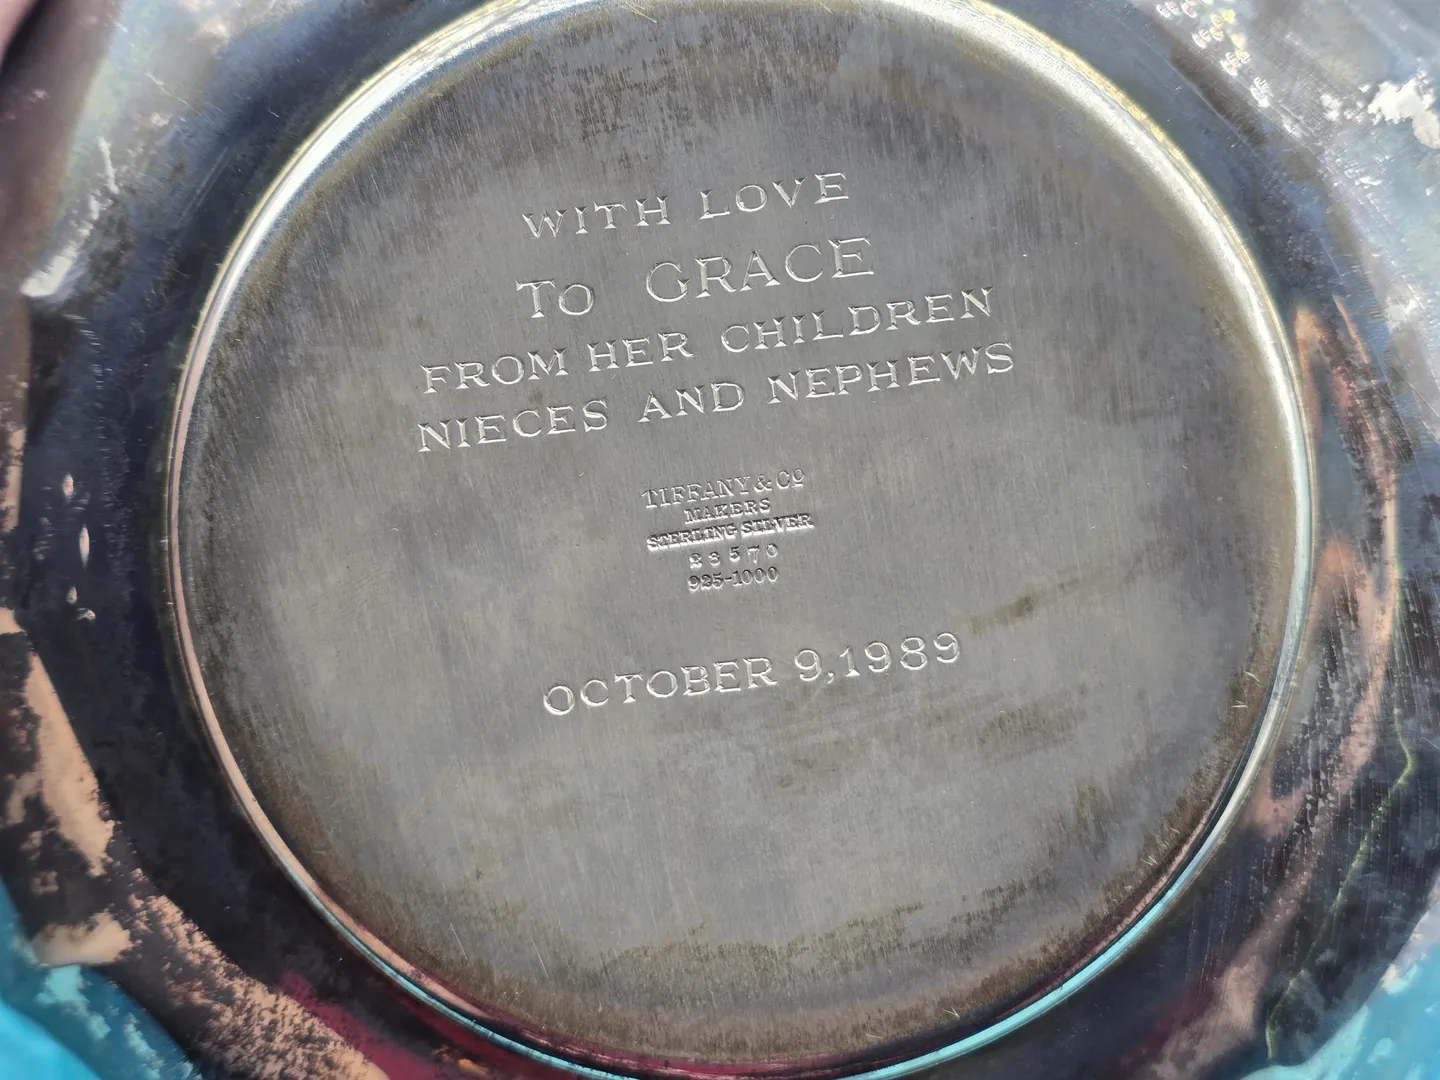 WITH LOVE
TO GRACE
FROM HER CHILDREN
NIECES AND NEPHEWS
TIFFANY & Co
MAKERS
STERLING SILVER
23570
925-1000
OCTOBER 9, 1989